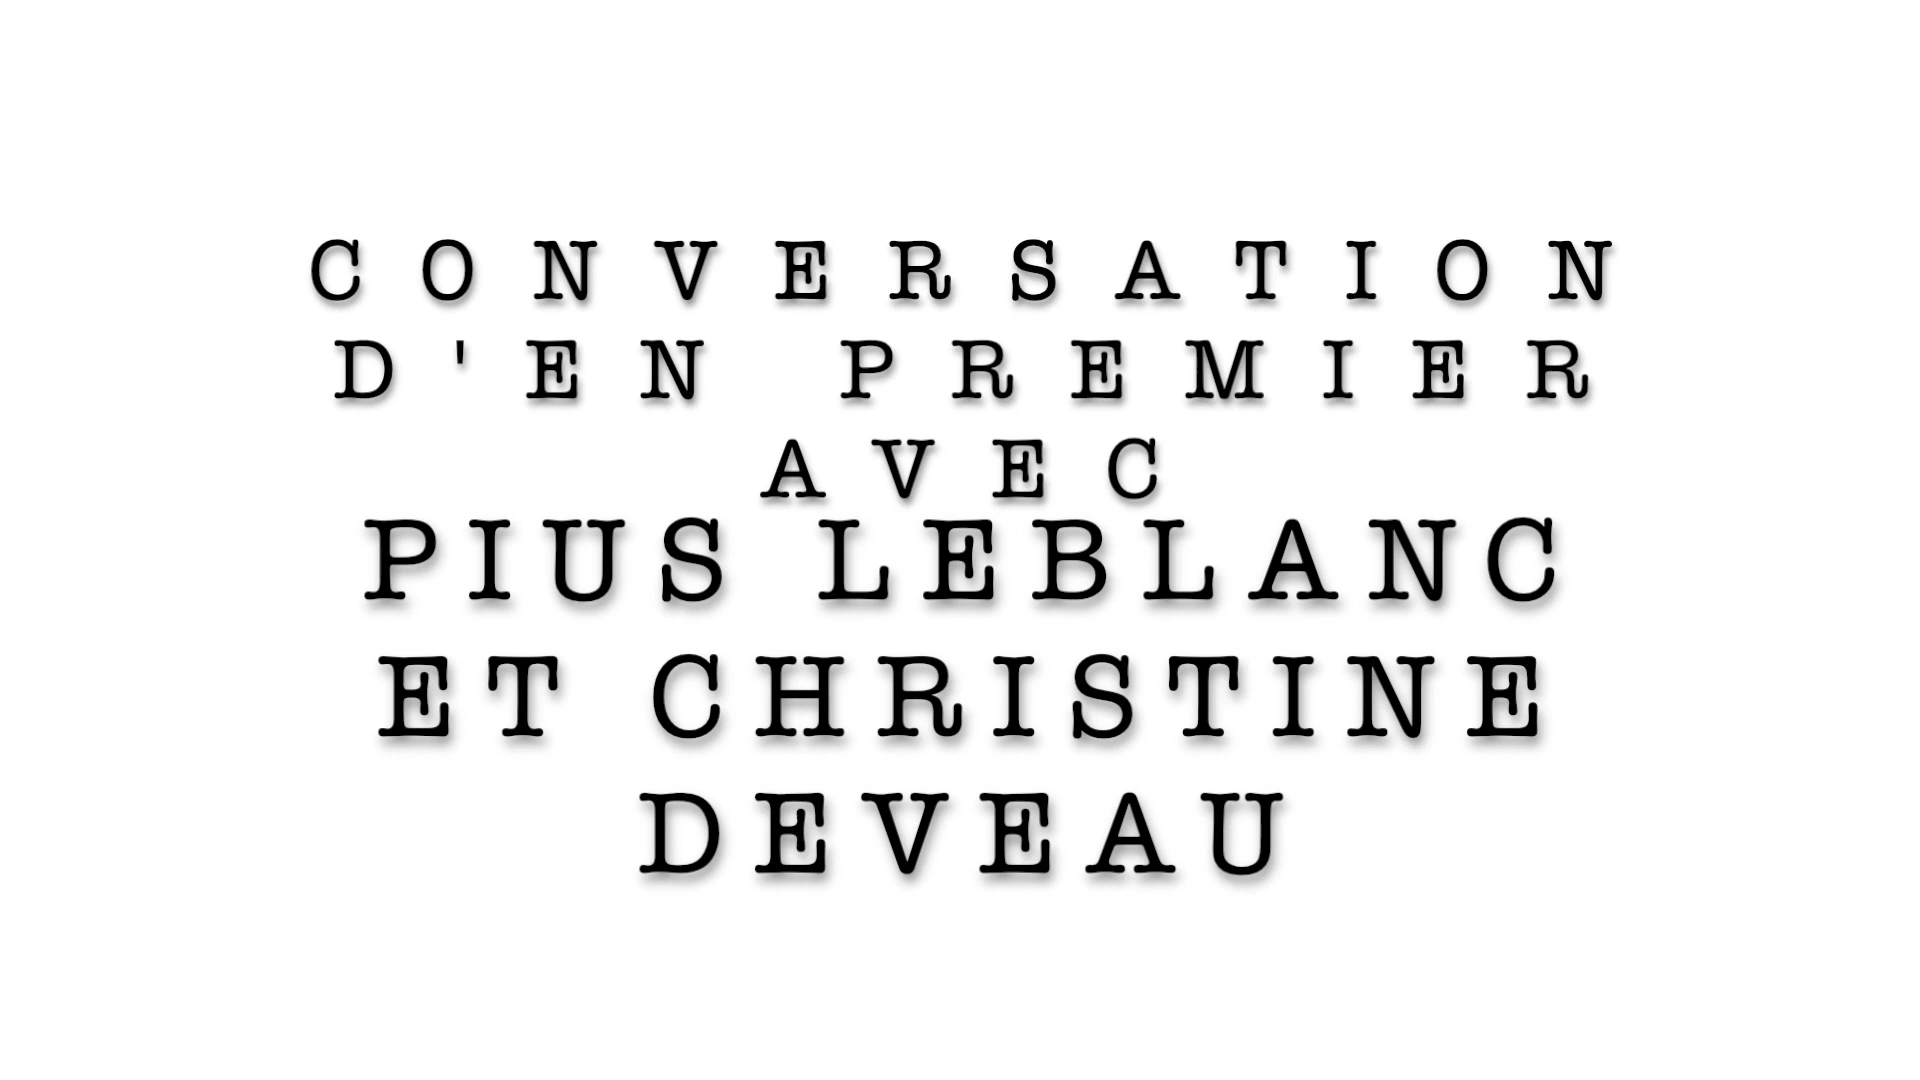 CONVERSATION
D'EN PREMIER
AVEC
PIUS LEBLANC
ET CHRISTINE
DEVEAU